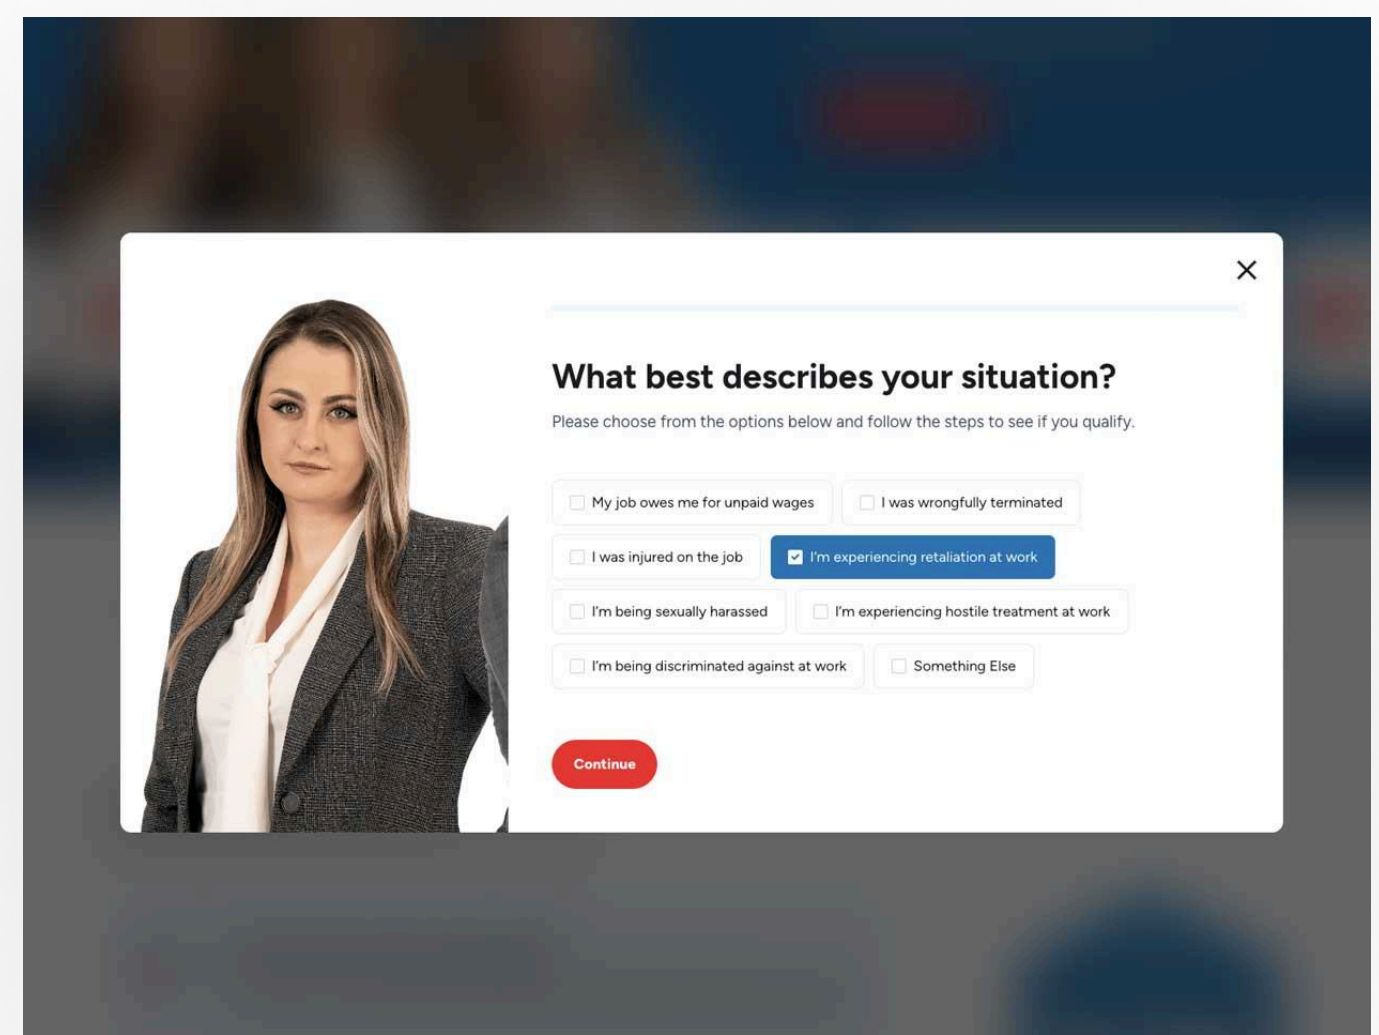 What best describes your situation?
Please choose from the options below and follow the steps to see if you qualify.
My job owes me for unpaid wages
I was wrongfully terminated
I was injured on the job
I'm experiencing retaliation at work
I'm being sexually harassed
I'm experiencing hostile treatment at work
I'm being discriminated against at work
Something Else
Continue